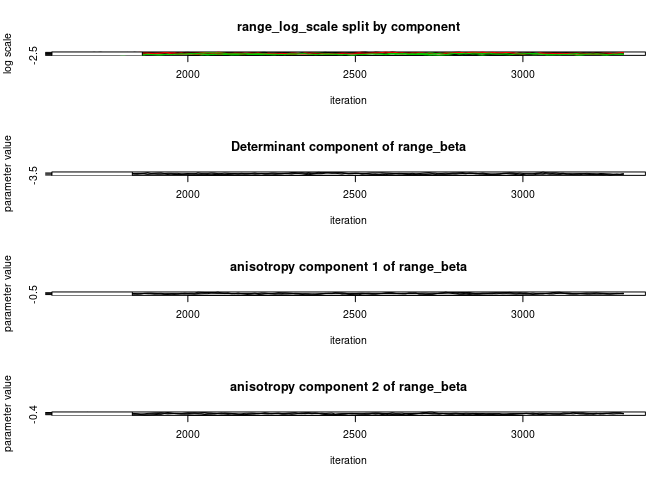 range_log_scale split by component
log scale
-2.5
2000 2500 3000
iteration
Determinant component of range_beta
parameter value
-3.5
2000 2500 3000
iteration
anisotropy component 1 of range_beta
parameter value
-0.5
2000 2500 3000
iteration
anisotropy component 2 of range_beta
parameter value
-0.4
2000 2500 3000
iteration